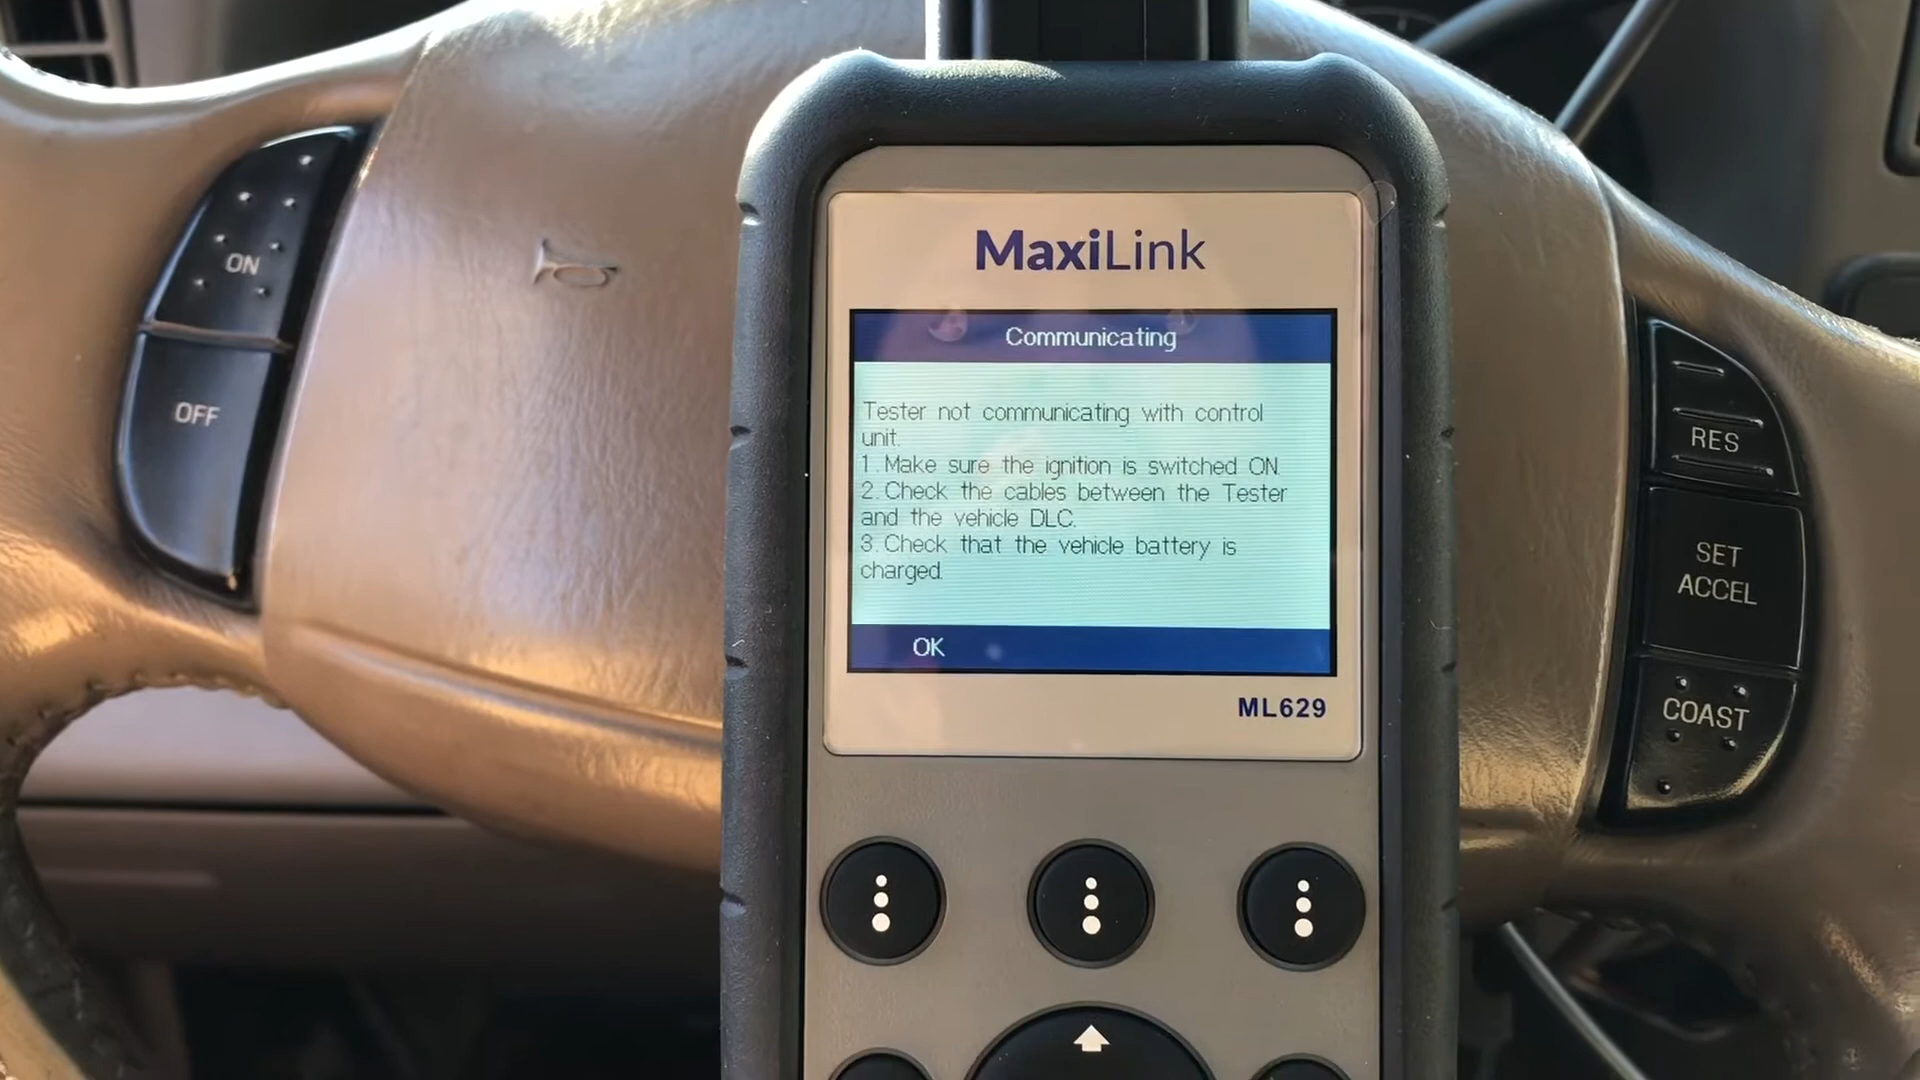 ON
OFF
MaxiLink
Communicating
Tester not communicating with control
unit.
1. Make sure the ignition is switched ON.
2. Check the cables between the Tester
and the vehicle DLC.
3. Check that the vehicle battery is
charged.
OK
ML629
RES
SET
ACCEL
COAST